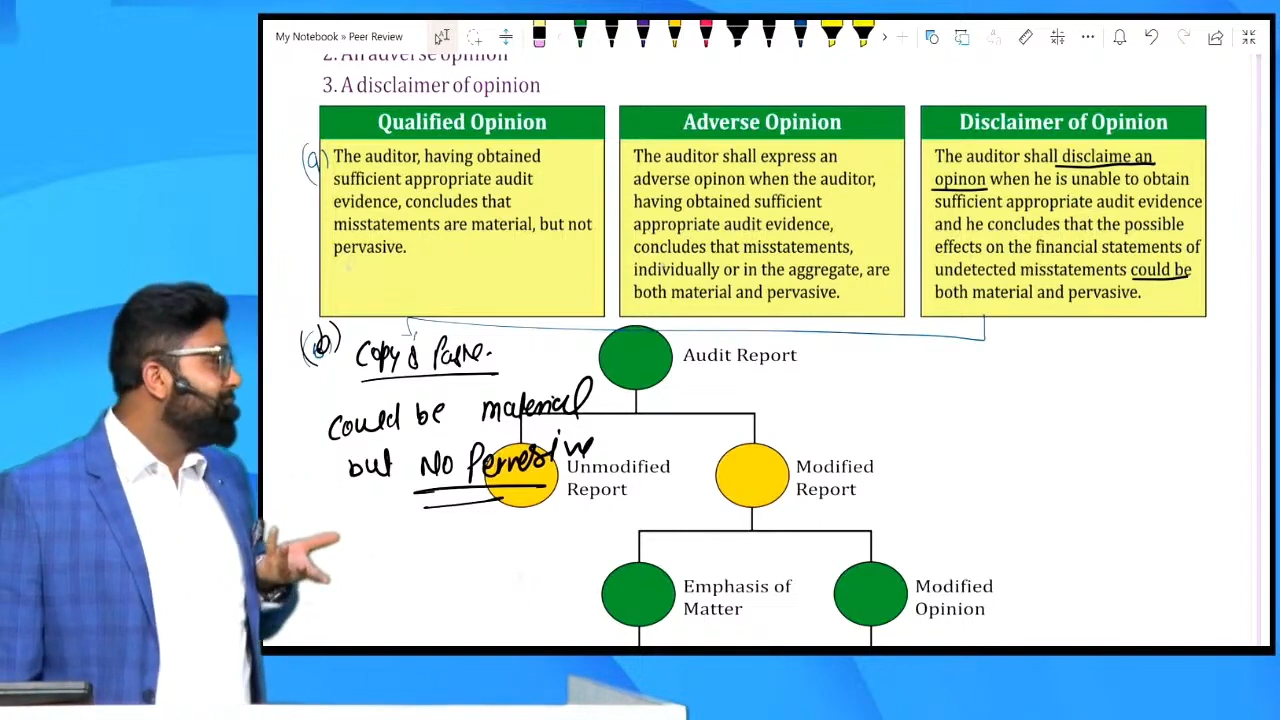 My Notebook » Peer Review
2. An adverse opinion
3. A disclaimer of opinion
Qualified Opinion
(a) The auditor, having obtained
sufficient appropriate audit
evidence, concludes that
misstatements are material, but not
pervasive.
Adverse Opinion
The auditor shall express an
adverse opinon when the auditor,
having obtained sufficient
appropriate audit evidence,
concludes that misstatements,
individually or in the aggregate, are
both material and pervasive.
Disclaimer of Opinion
The auditor shall disclaime an
opinon when he is unable to obtain
sufficient appropriate audit evidence
and he concludes that the possible
effects on the financial statements of
undetected misstatements could be
both material and pervasive.
(b) Copy & Paste.
could be material
but No Pervesive
Audit Report
Unmodified
Report
Modified
Report
Emphasis of
Matter
Modified
Opinion